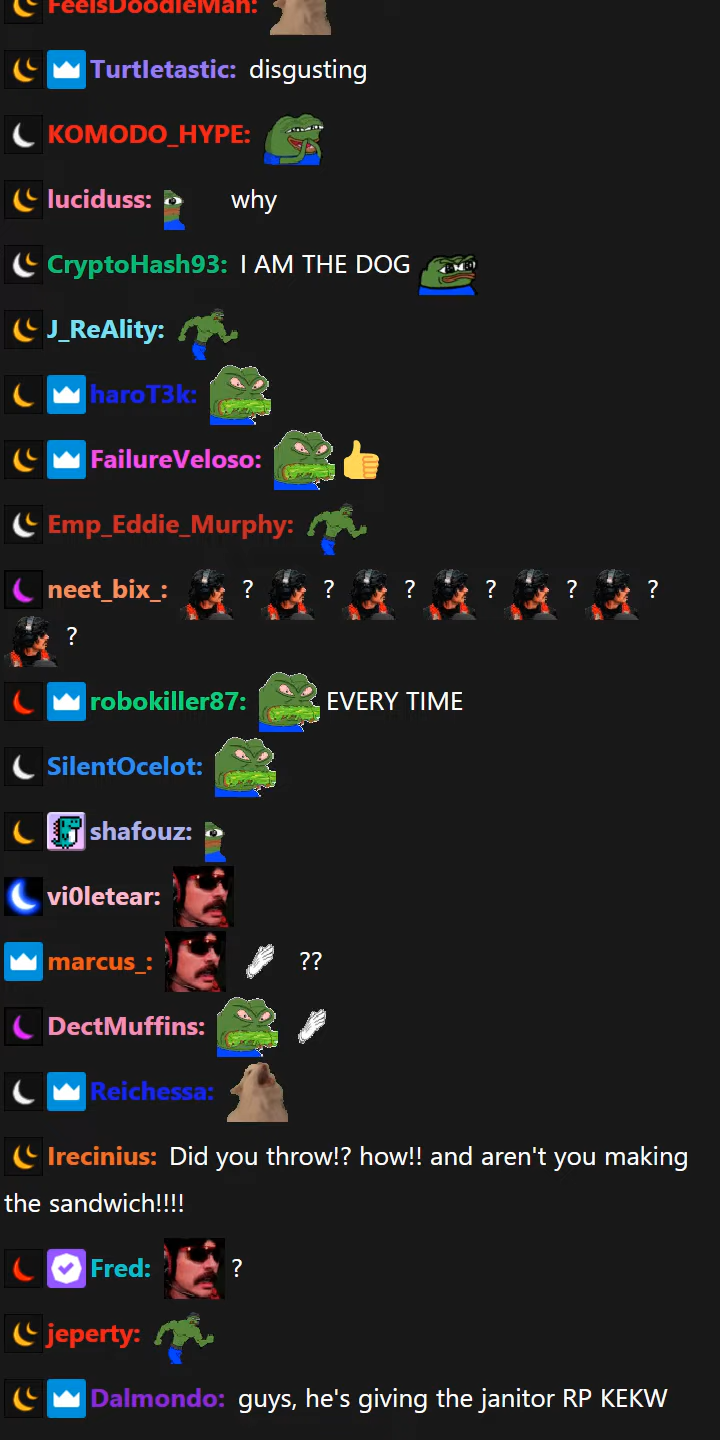 FeelsDoodleMan:
Turtletastic: disgusting
KOMODO_HYPE:
luciduss: why
CryptoHash93: I AM THE DOG
J_ReAlity:
haroT3k:
FailureVeloso:
Emp_Eddie_Murphy:
neet_bix_: ? ? ? ? ? ?
?
robokiller87: EVERY TIME
SilentOcelot:
shafouz:
vi0letear:
marcus_: ??
DectMuffins:
Reichessa:
Irecinius: Did you throw!? how!! and aren't you making
the sandwich!!!!
Fred: ?
jeperty:
Dalmondo: guys, he's giving the janitor RP KEKW